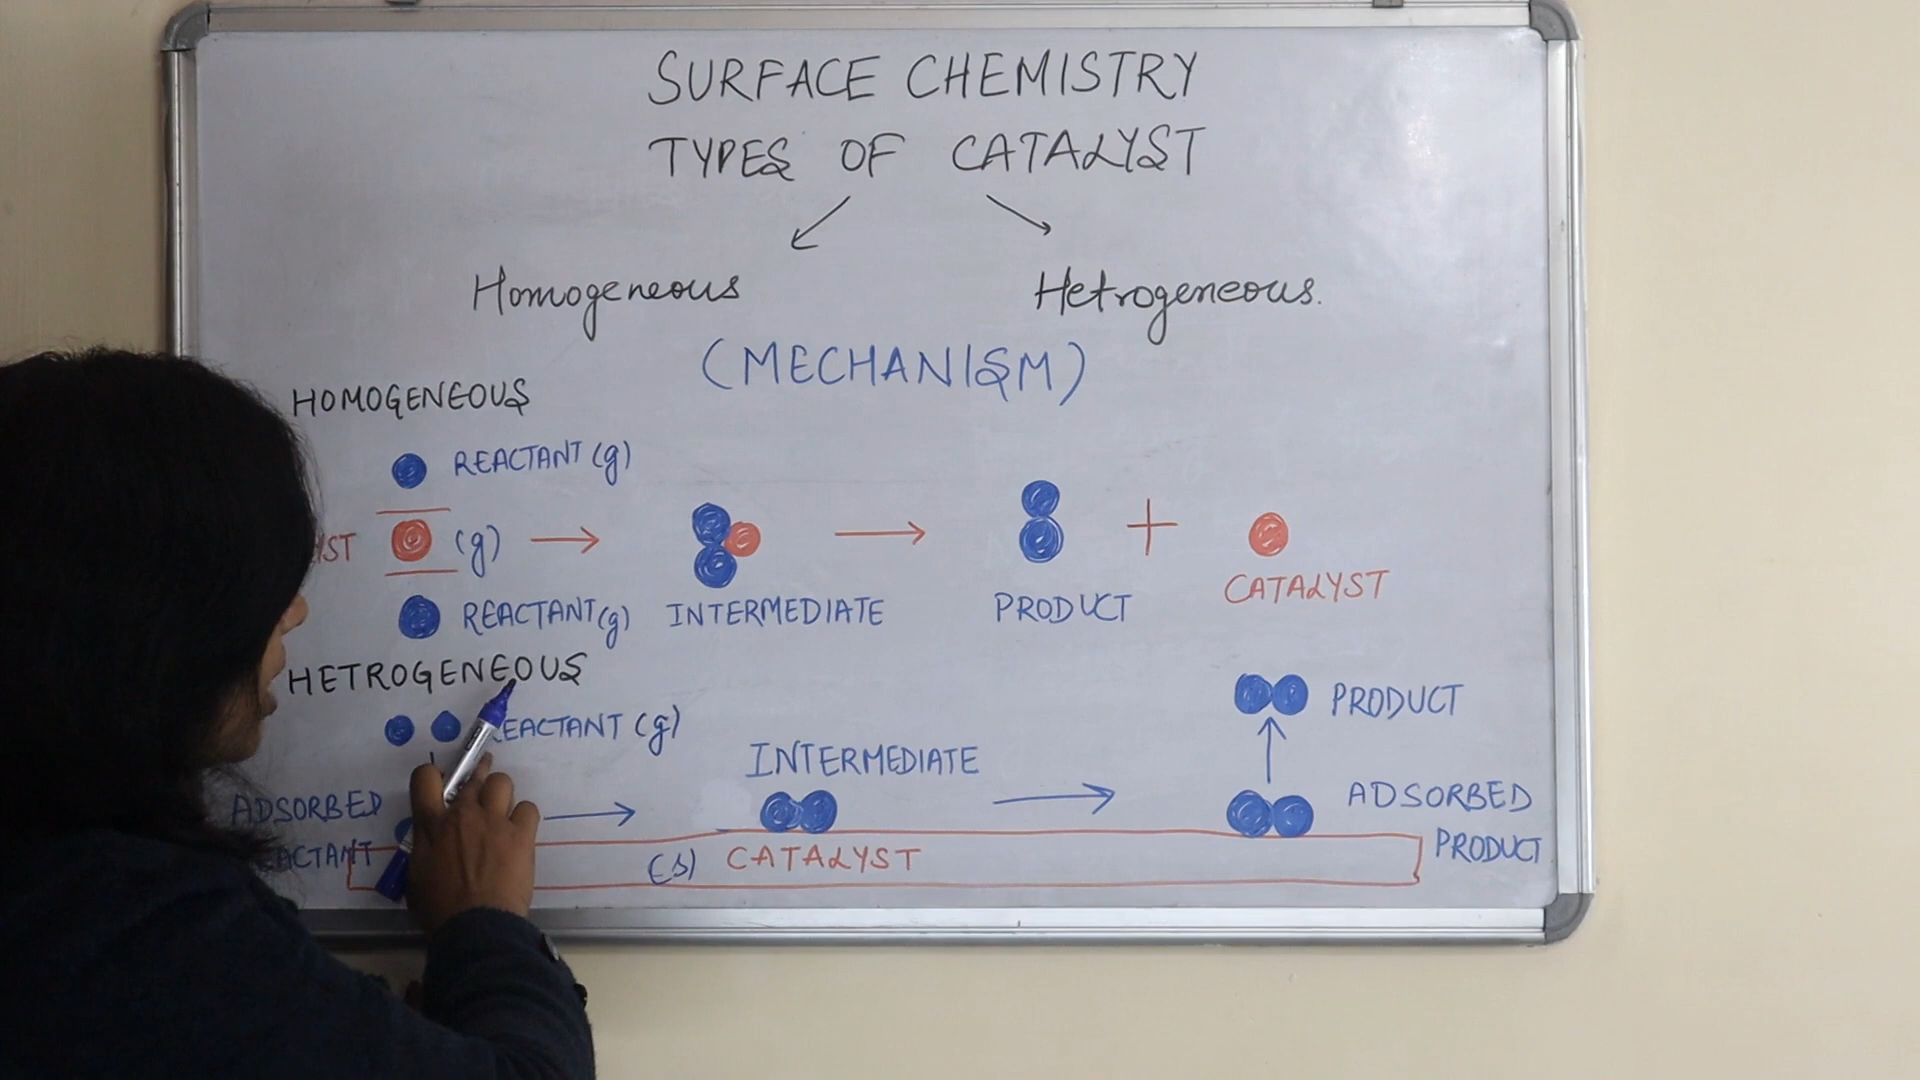 SURFACE CHEMISTRY
TYPES OF CATALYST
Homogeneous
Hetrogeneous.
(MECHANISM)
HOMOGENEOUS
REACTANT (g)
(g)
REACTANT (g)
INTERMEDIATE
PRODUCT
+
CATALYST
HETROGENEOUS
REACTANT (g)
INTERMEDIATE
PRODUCT
ADSORBED
ADSORBED
PRODUCT
(s) CATALYST